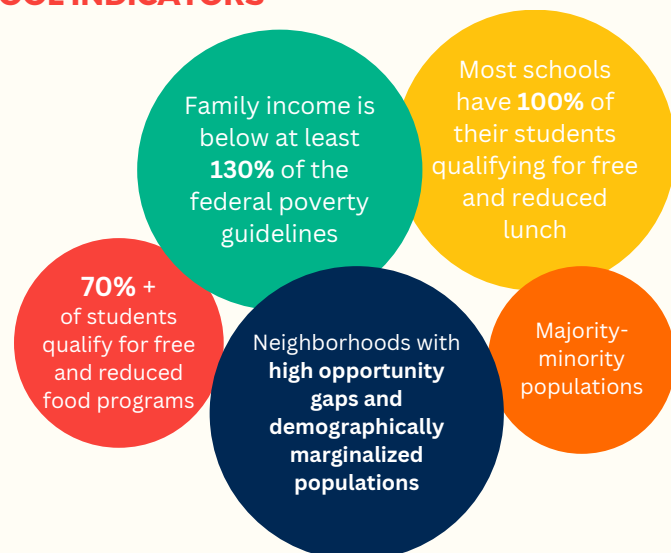 INDICATORS
Family income is
below at least
130% of the
federal poverty
guidelines
Most schools
have 100% of
their students
qualifying for free
and reduced
lunch
70% +
of students
qualify for free
and reduced
food programs
Neighborhoods with
high opportunity
gaps and
demographically
marginalized
populations
Majority-
minority
populations